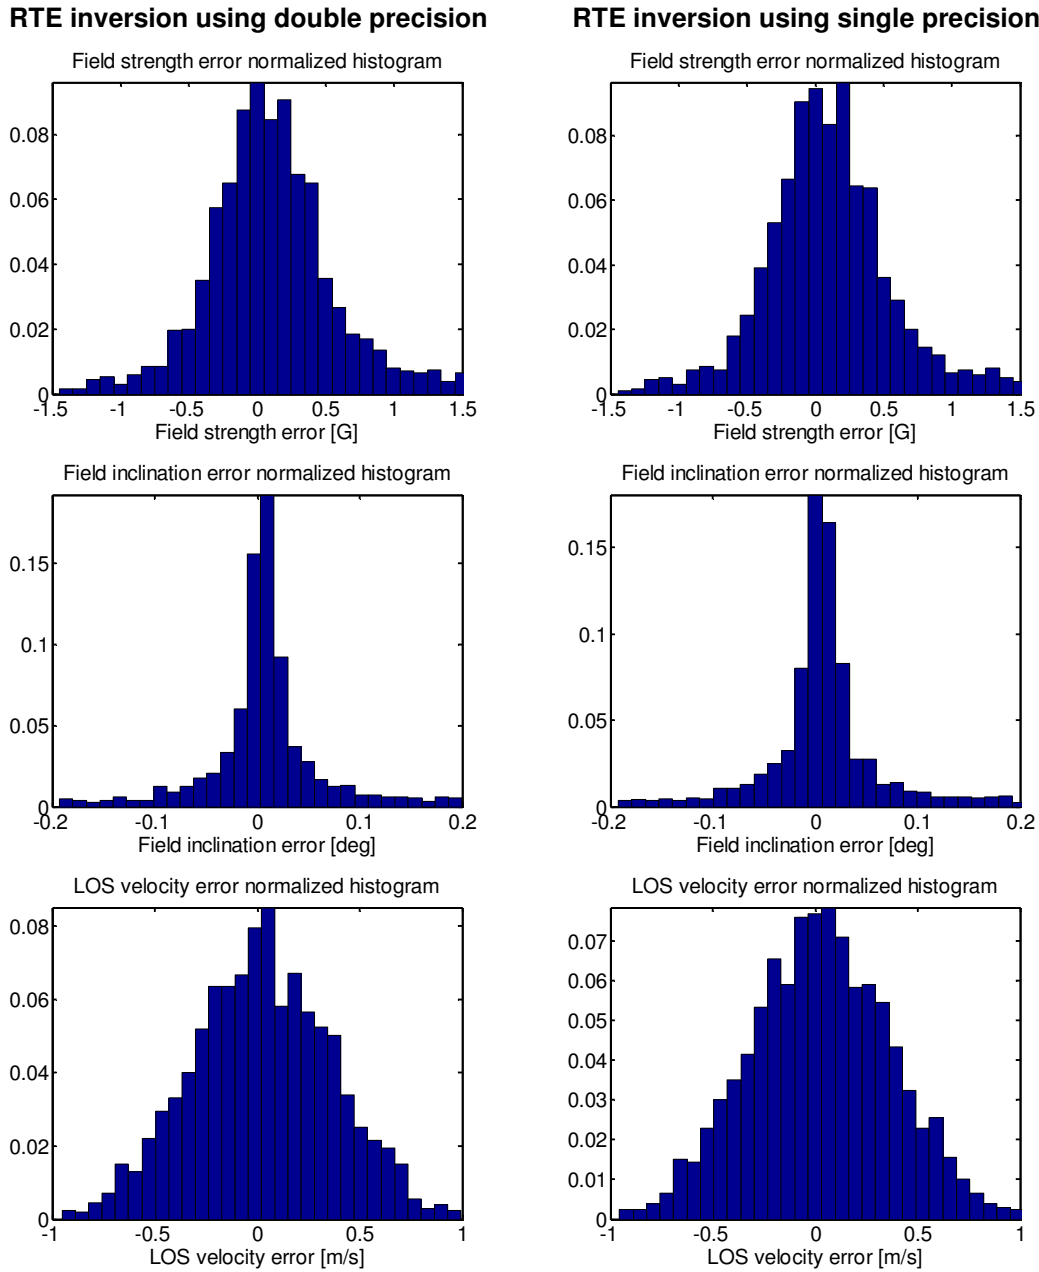 RTE inversion using double precision
RTE inversion using single precision
Field strength error normalized histogram
0.08
0.06
0.04
0.02
0
-1.5 -1 -0.5 0 0.5 1 1.5
Field strength error [G]
Field strength error normalized histogram
0.08
0.06
0.04
0.02
0
-1.5 -1 -0.5 0 0.5 1 1.5
Field strength error [G]
Field inclination error normalized histogram
0.15
0.1
0.05
0
-0.2 -0.1 0 0.1 0.2
Field inclination error [deg]
Field inclination error normalized histogram
0.15
0.1
0.05
0
-0.2 -0.1 0 0.1 0.2
Field inclination error [deg]
LOS velocity error normalized histogram
0.08
0.06
0.04
0.02
0
-1 -0.5 0 0.5 1
LOS velocity error [m/s]
LOS velocity error normalized histogram
0.07
0.06
0.05
0.04
0.03
0.02
0.01
0
-1 -0.5 0 0.5 1
LOS velocity error [m/s]